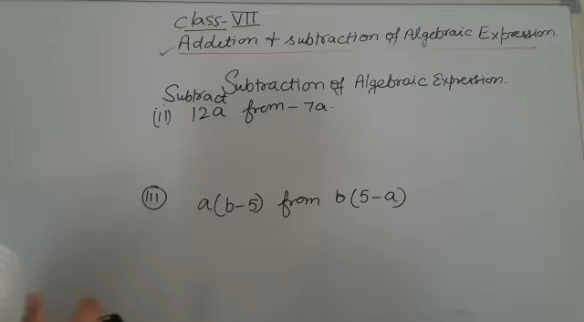 Class-VII
Addition + subtraction of Algebraic Expression
Subtraction of Algebraic Expression.
Subtract
(ii) 12a from - 7a.
(iii) a(b-5) from b(5-a)